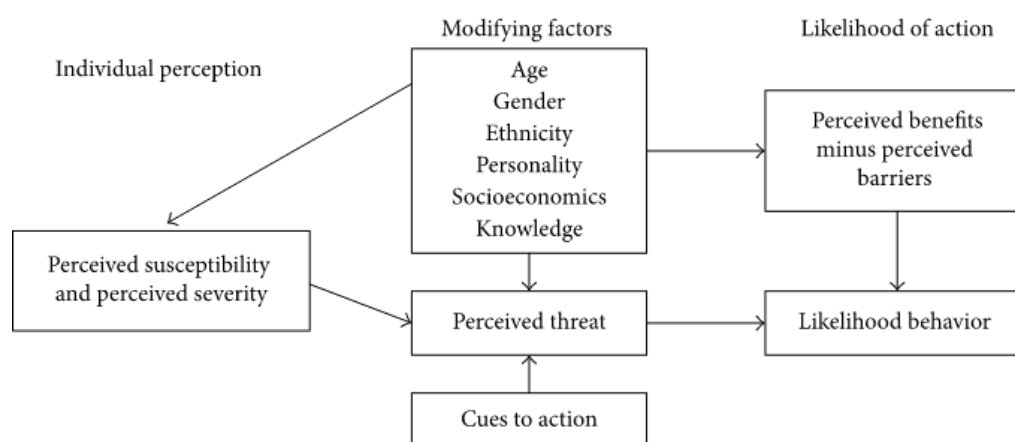 Individual perception
Modifying factors
Likelihood of action
Age
Gender
Ethnicity
Personality
Socioeconomics
Knowledge
Perceived benefits
minus perceived
barriers
Perceived susceptibility
and perceived severity
Perceived threat
Likelihood behavior
Cues to action